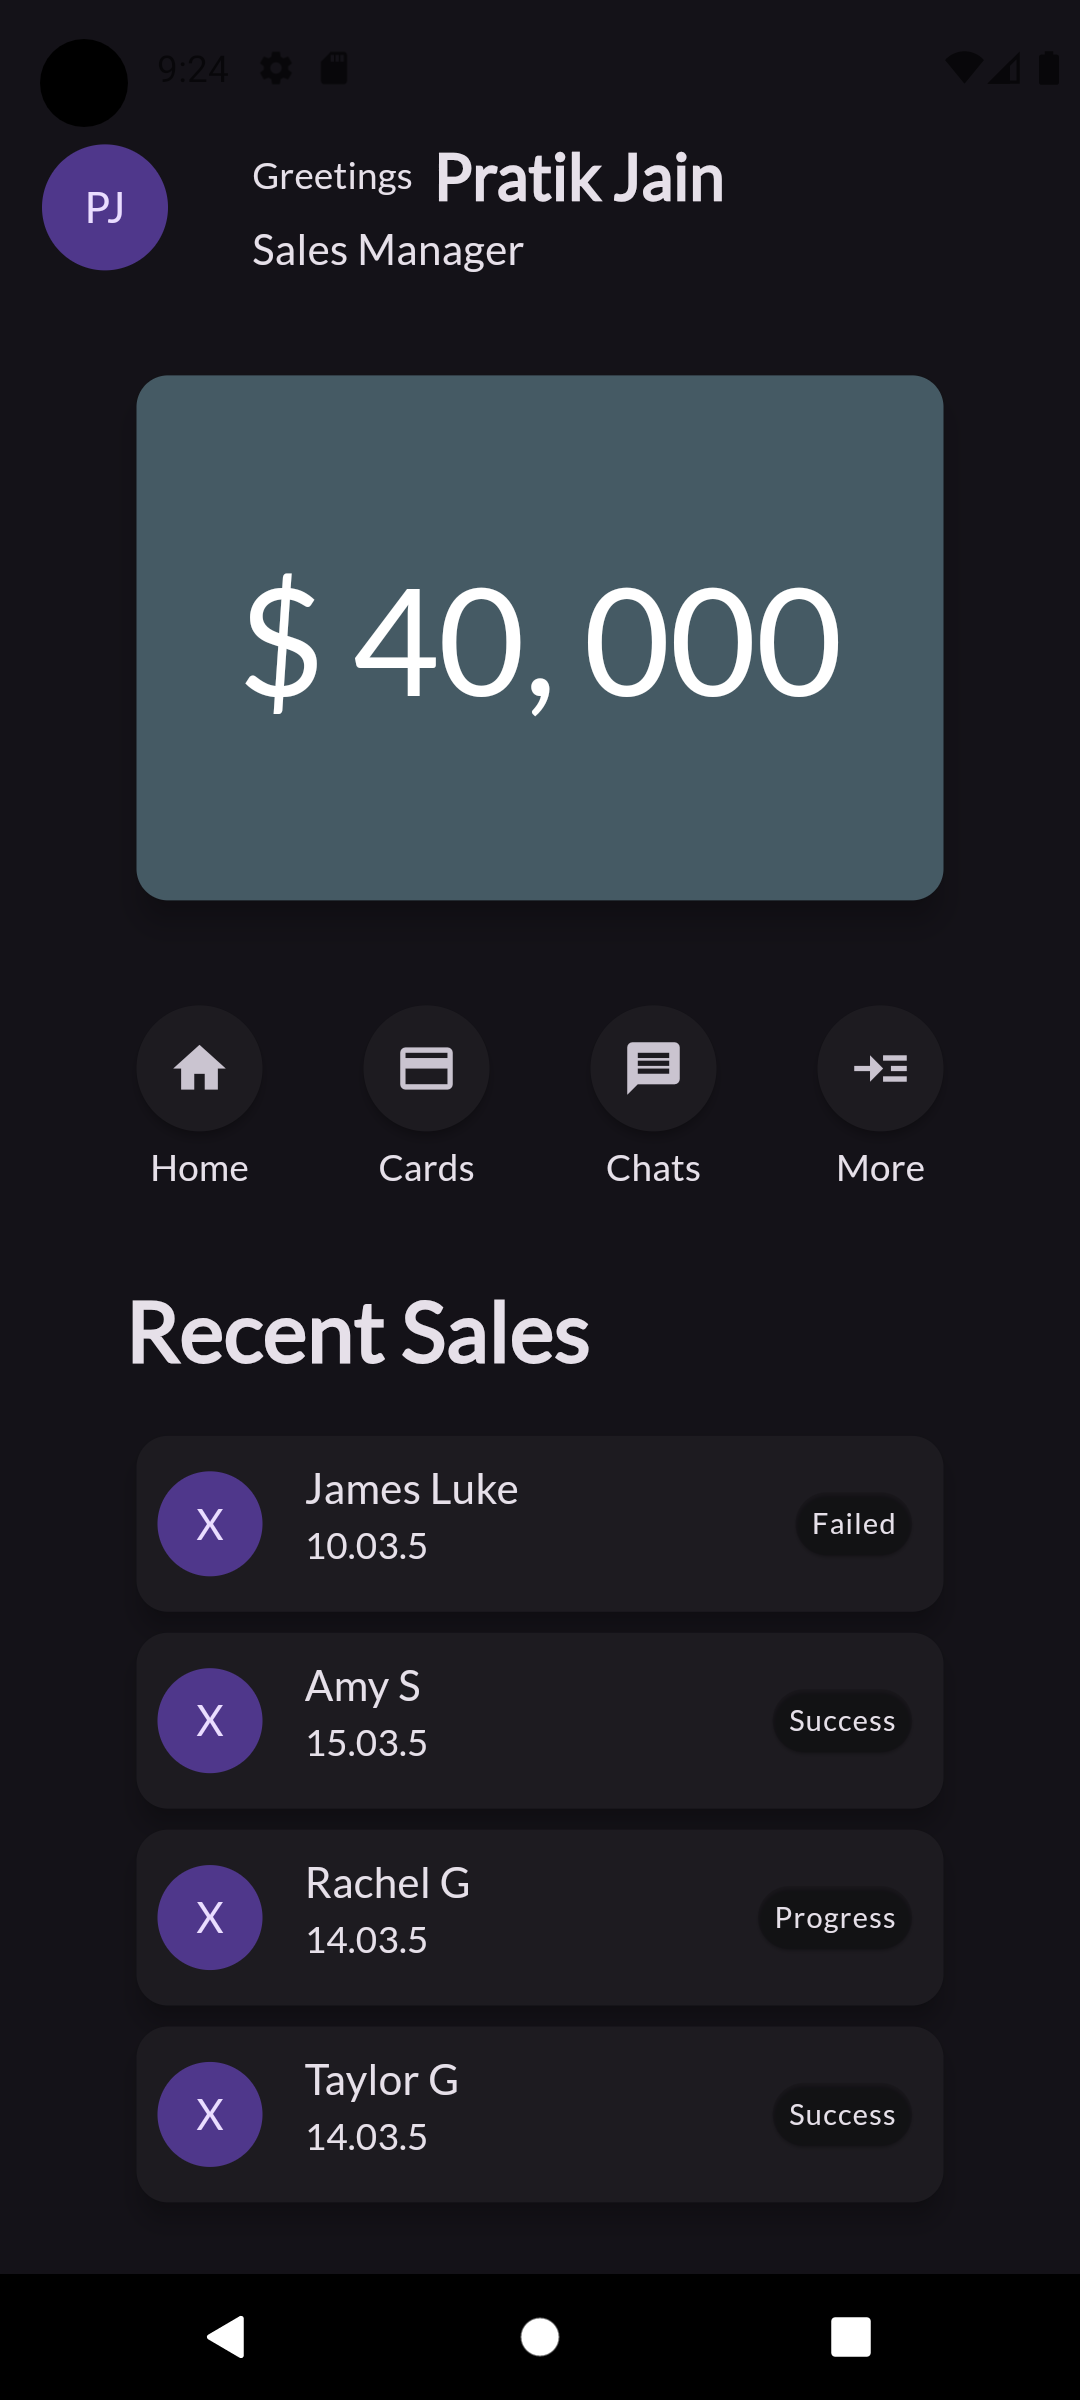 9:24
PJ
Greetings Pratik Jain
Sales Manager
$ 40, 000
Home Cards Chats More
Recent Sales
X
James Luke
10.03.5
Failed
X
Amy S
15.03.5
Success
X
Rachel G
14.03.5
Progress
X
Taylor G
14.03.5
Success